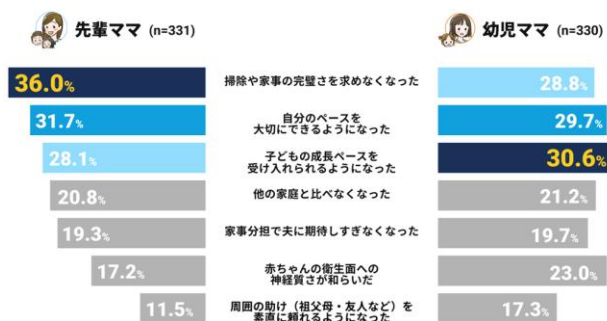 先輩ママ (n=331)
幼児ママ (n=330)
36.0%
掃除や家事の完璧さを求めなくなった
28.8%
31.7%
自分のペースを
大切にできるようになった
29.7%
28.1%
子どもの成長ペースを
受け入れられるようになった
30.6%
20.8%
他の家庭と比べなくなった
21.2%
19.3%
家事分担で夫に期待しすぎなくなった
19.7%
17.2%
赤ちゃんの衛生面への
神経質さが和らいだ
23.0%
11.5%
周囲の助け（祖父母・友人など）を
素直に頼れるようになった
17.3%